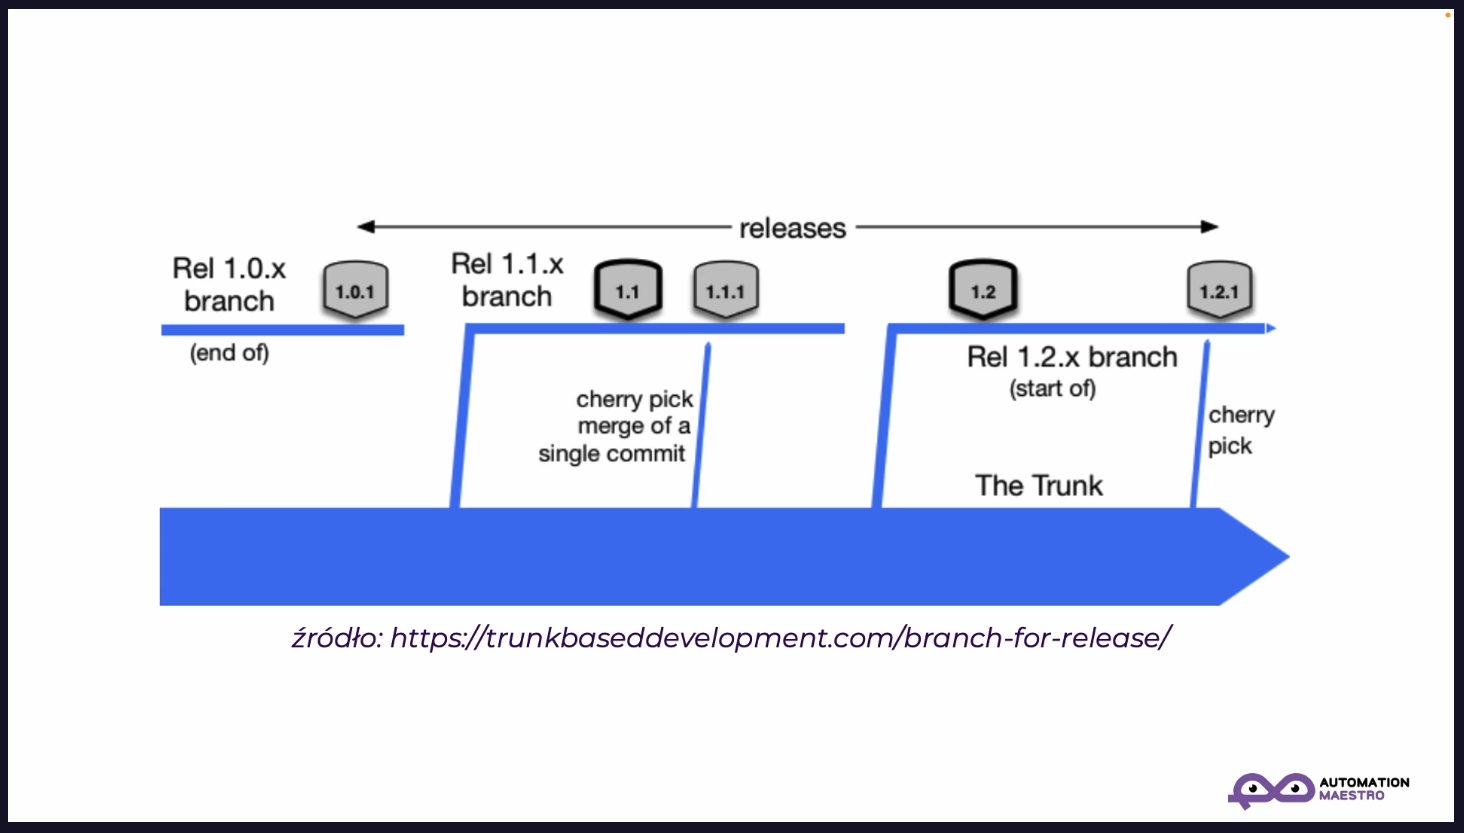 releases
Rel 1.0.x
branch
1.0.1
(end of)
Rel 1.1.x
branch
1.1
1.1.1
cherry pick
merge of a
single commit
1.2
1.2.1
Rel 1.2.x branch
(start of)
cherry
pick
The Trunk
źródło: https://trunkbaseddevelopment.com/branch-for-release/
AUTOMATION
MAESTRO